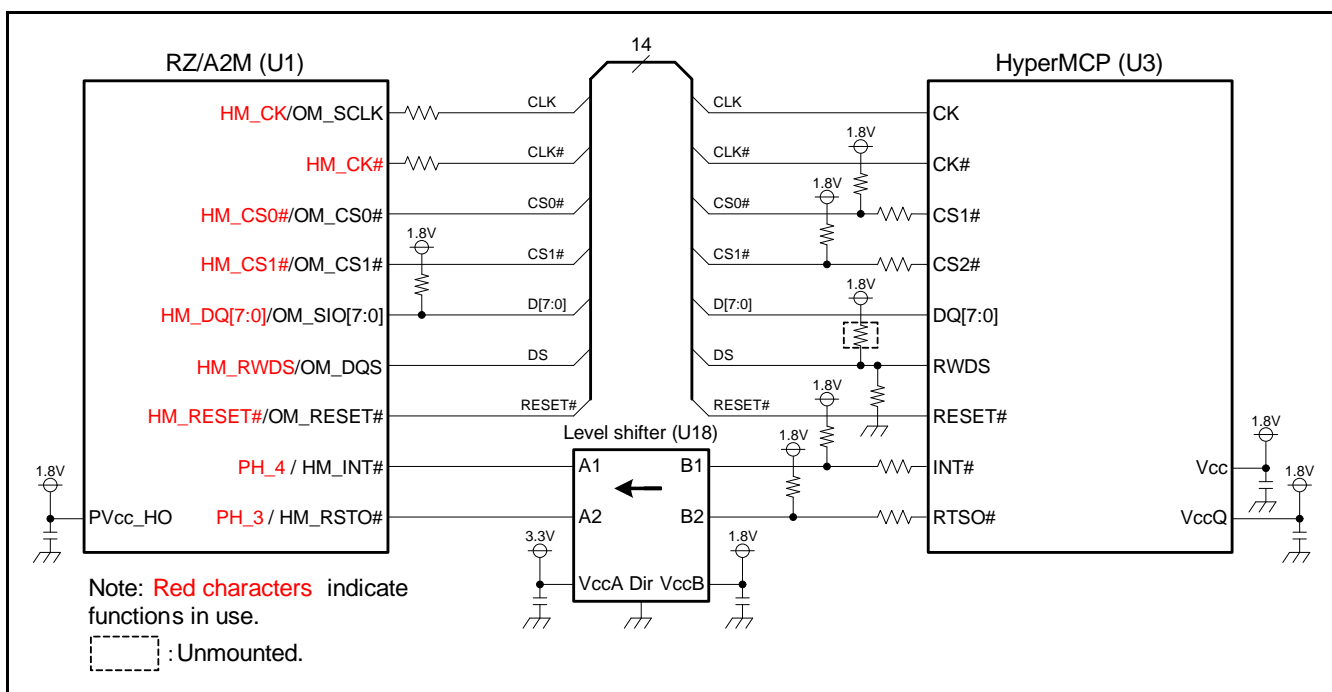 14
RZ/A2M (U1)
HyperMCP (U3)
HM_CK/OM_SCLK
CLK
CLK
CK
1.8V
HM_CK#
CLK#
CLK#
CK#
1.8V
HM_CS0#/OM_CS0#
CS0#
CS0#
CS1#
1.8V
HM_CS1#/OM_CS1#
CS1#
CS1#
CS2#
1.8V
HM_DQ[7:0]/OM_SIO[7:0]
D[7:0]
D[7:0]
DQ[7:0]
HM_RWDS/OM_DQS
DS
DS
RWDS
1.8V
HM_RESET#/OM_RESET#
RESET#
RESET#
RESET#
Level shifter (U18)
1.8V
1.8V
PH_4 / HM_INT#
A1
B1
INT#
Vcc
1.8V
1.8V
PVcc_HO
PH_3 / HM_RSTO#
A2
B2
RTSO#
VccQ
3.3V
1.8V
VccA Dir VccB
Note: Red characters indicate
functions in use.
: Unmounted.